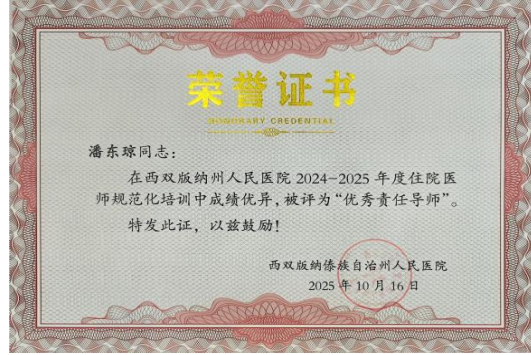 荣誉证书
HONORARY CREDENTIAL
潘东琼同志：
在西双版纳州人民医院 2024-2025 年度住院医
师规范化培训中成绩优异，被评为“优秀责任导师”。
特发此证，以兹鼓励！
西双版纳傣族自治州人民医院
2025 年 10 月 16 日